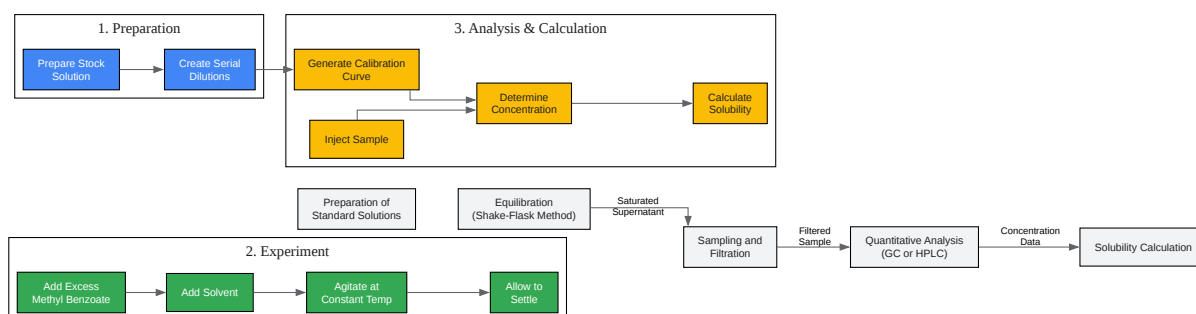 1. Preparation
Prepare Stock
Solution
Create Serial
Dilutions
3. Analysis & Calculation
Generate Calibration
Curve
Inject Sample
Determine
Concentration
Calculate
Solubility
Preparation of
Standard Solutions
Equilibration
(Shake-Flask Method)
Saturated
Supernatant
Sampling and
Filtration
Filtered
Sample
Quantitative Analysis
(GC or HPLC)
Concentration
Data
Solubility Calculation
2. Experiment
Add Excess
Methyl Benzoate
Add Solvent
Agitate at
Constant Temp
Allow to
Settle